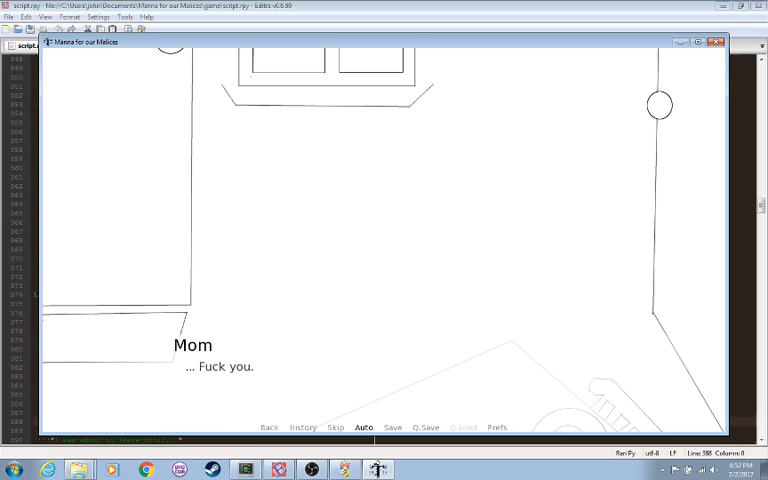 script.rpy - file://C:\Users\john\Documents\Manna for our Malices\game\script.rpy - Editra v0.6.99
File Edit View Format Settings Tools Help
Manna for our Malices
Mom
... Fuck you.
Back History Skip Auto Save Q.Save Q.Load Prefs
390
Ren'Py utf-8 LF Line: 388 Column: 0
6:52 PM
7/2/2017